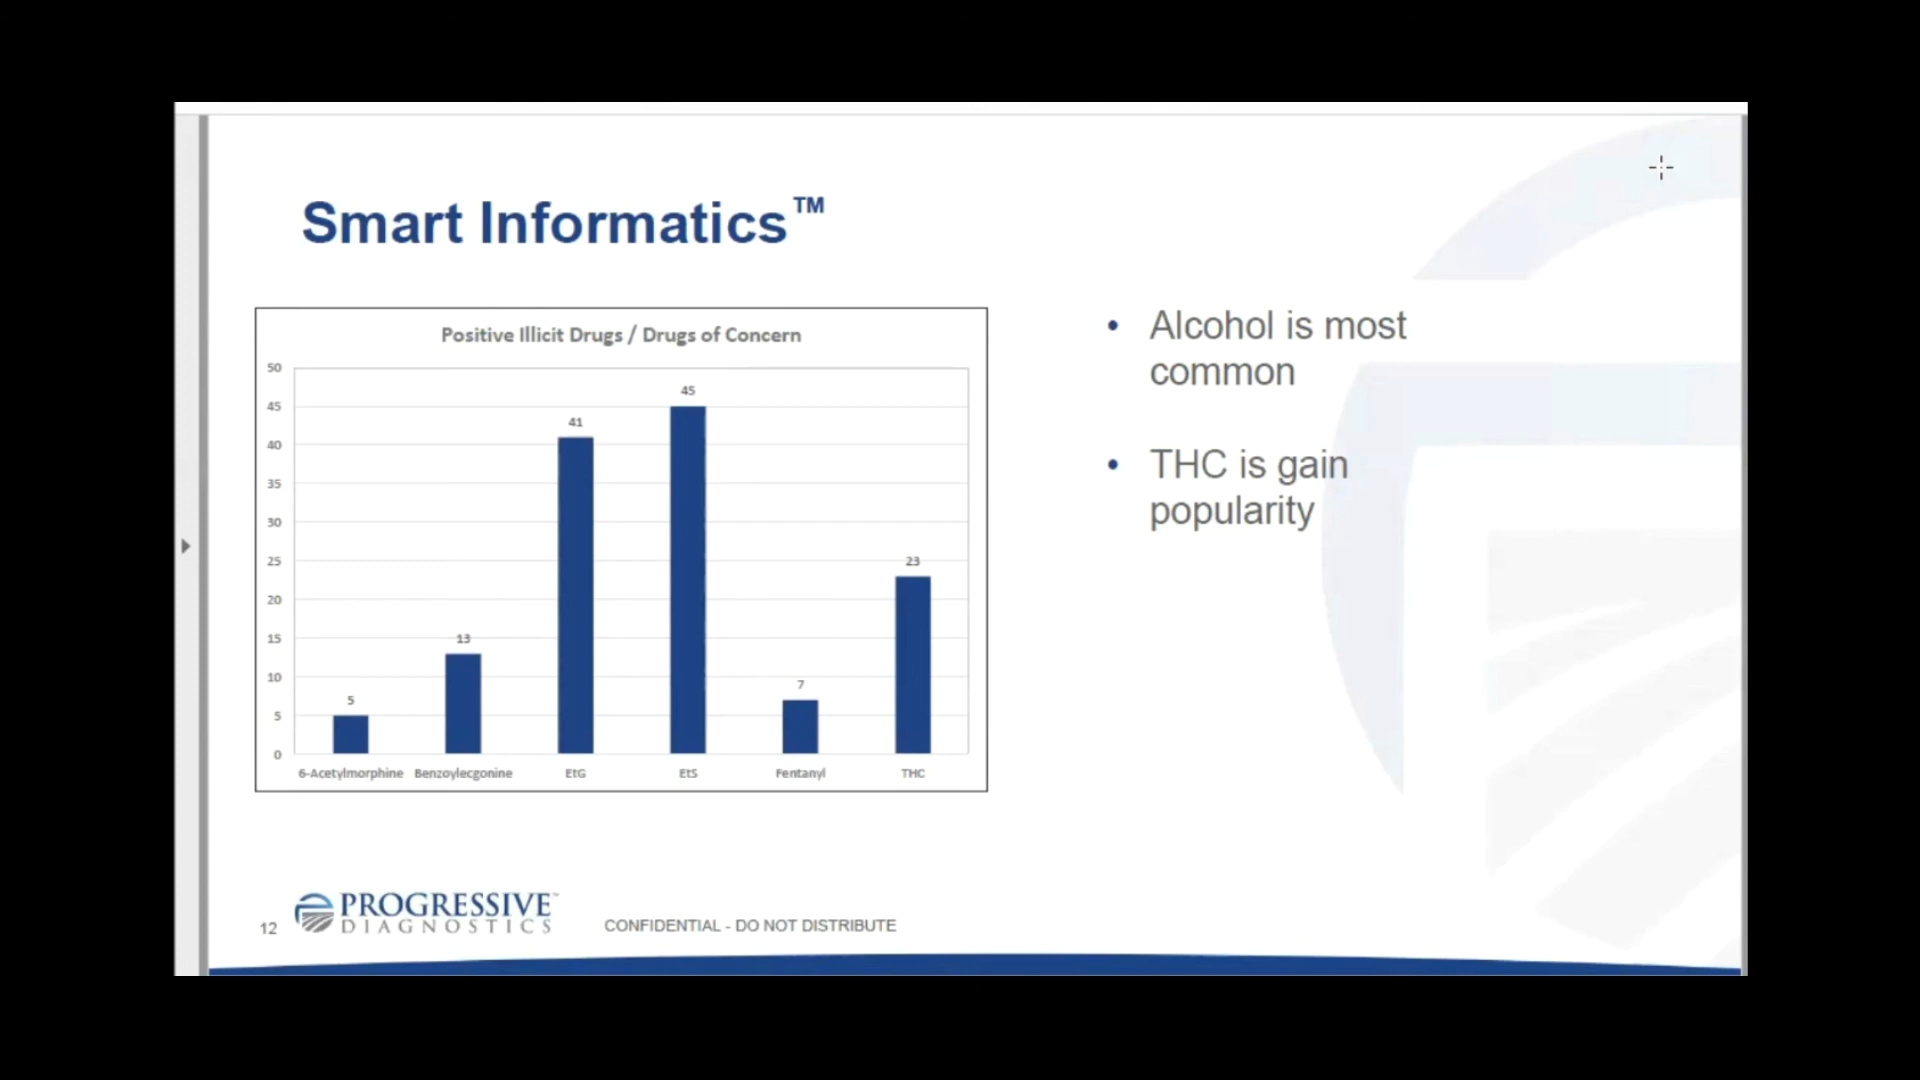 Smart Informatics™
Positive Illicit Drugs / Drugs of Concern
50
45
40
35
30
25
20
15
10
5
0
5
13
41
45
7
23
6-Acetylmorphine Benzoylecgonine EtG EtS Fentanyl THC
• Alcohol is most
common
• THC is gain
popularity
12
PROGRESSIVE™
DIAGNOSTICS
CONFIDENTIAL - DO NOT DISTRIBUTE